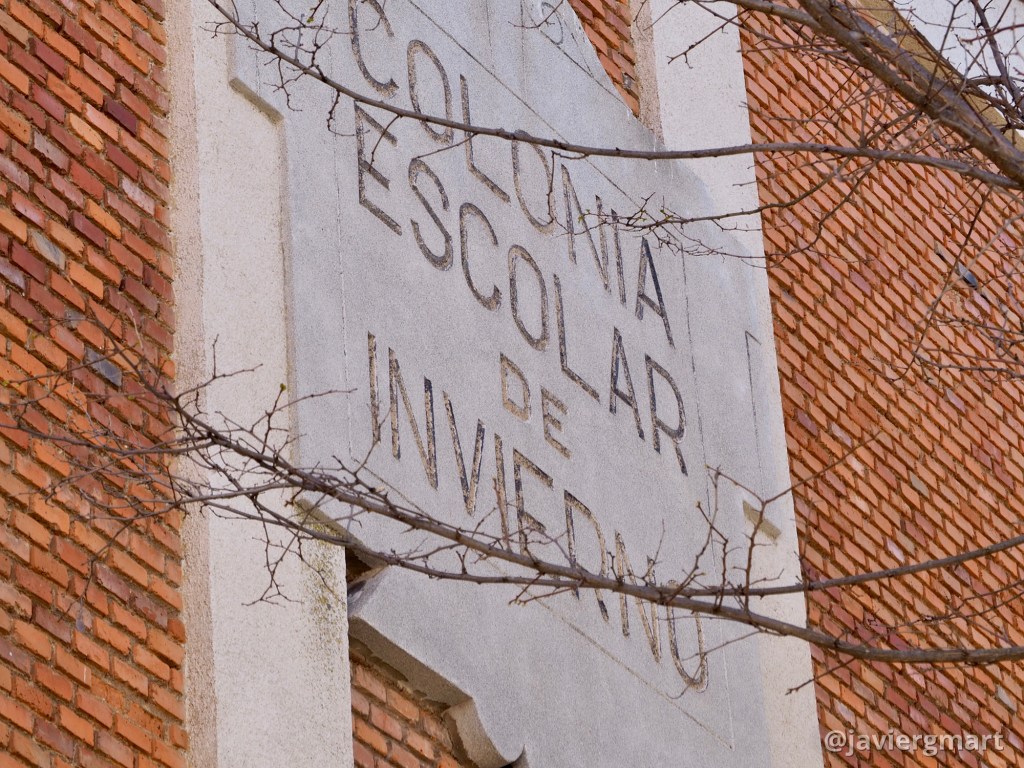 COLONIA
ESCOLAR
DE
INVIERNO
@javiergmart